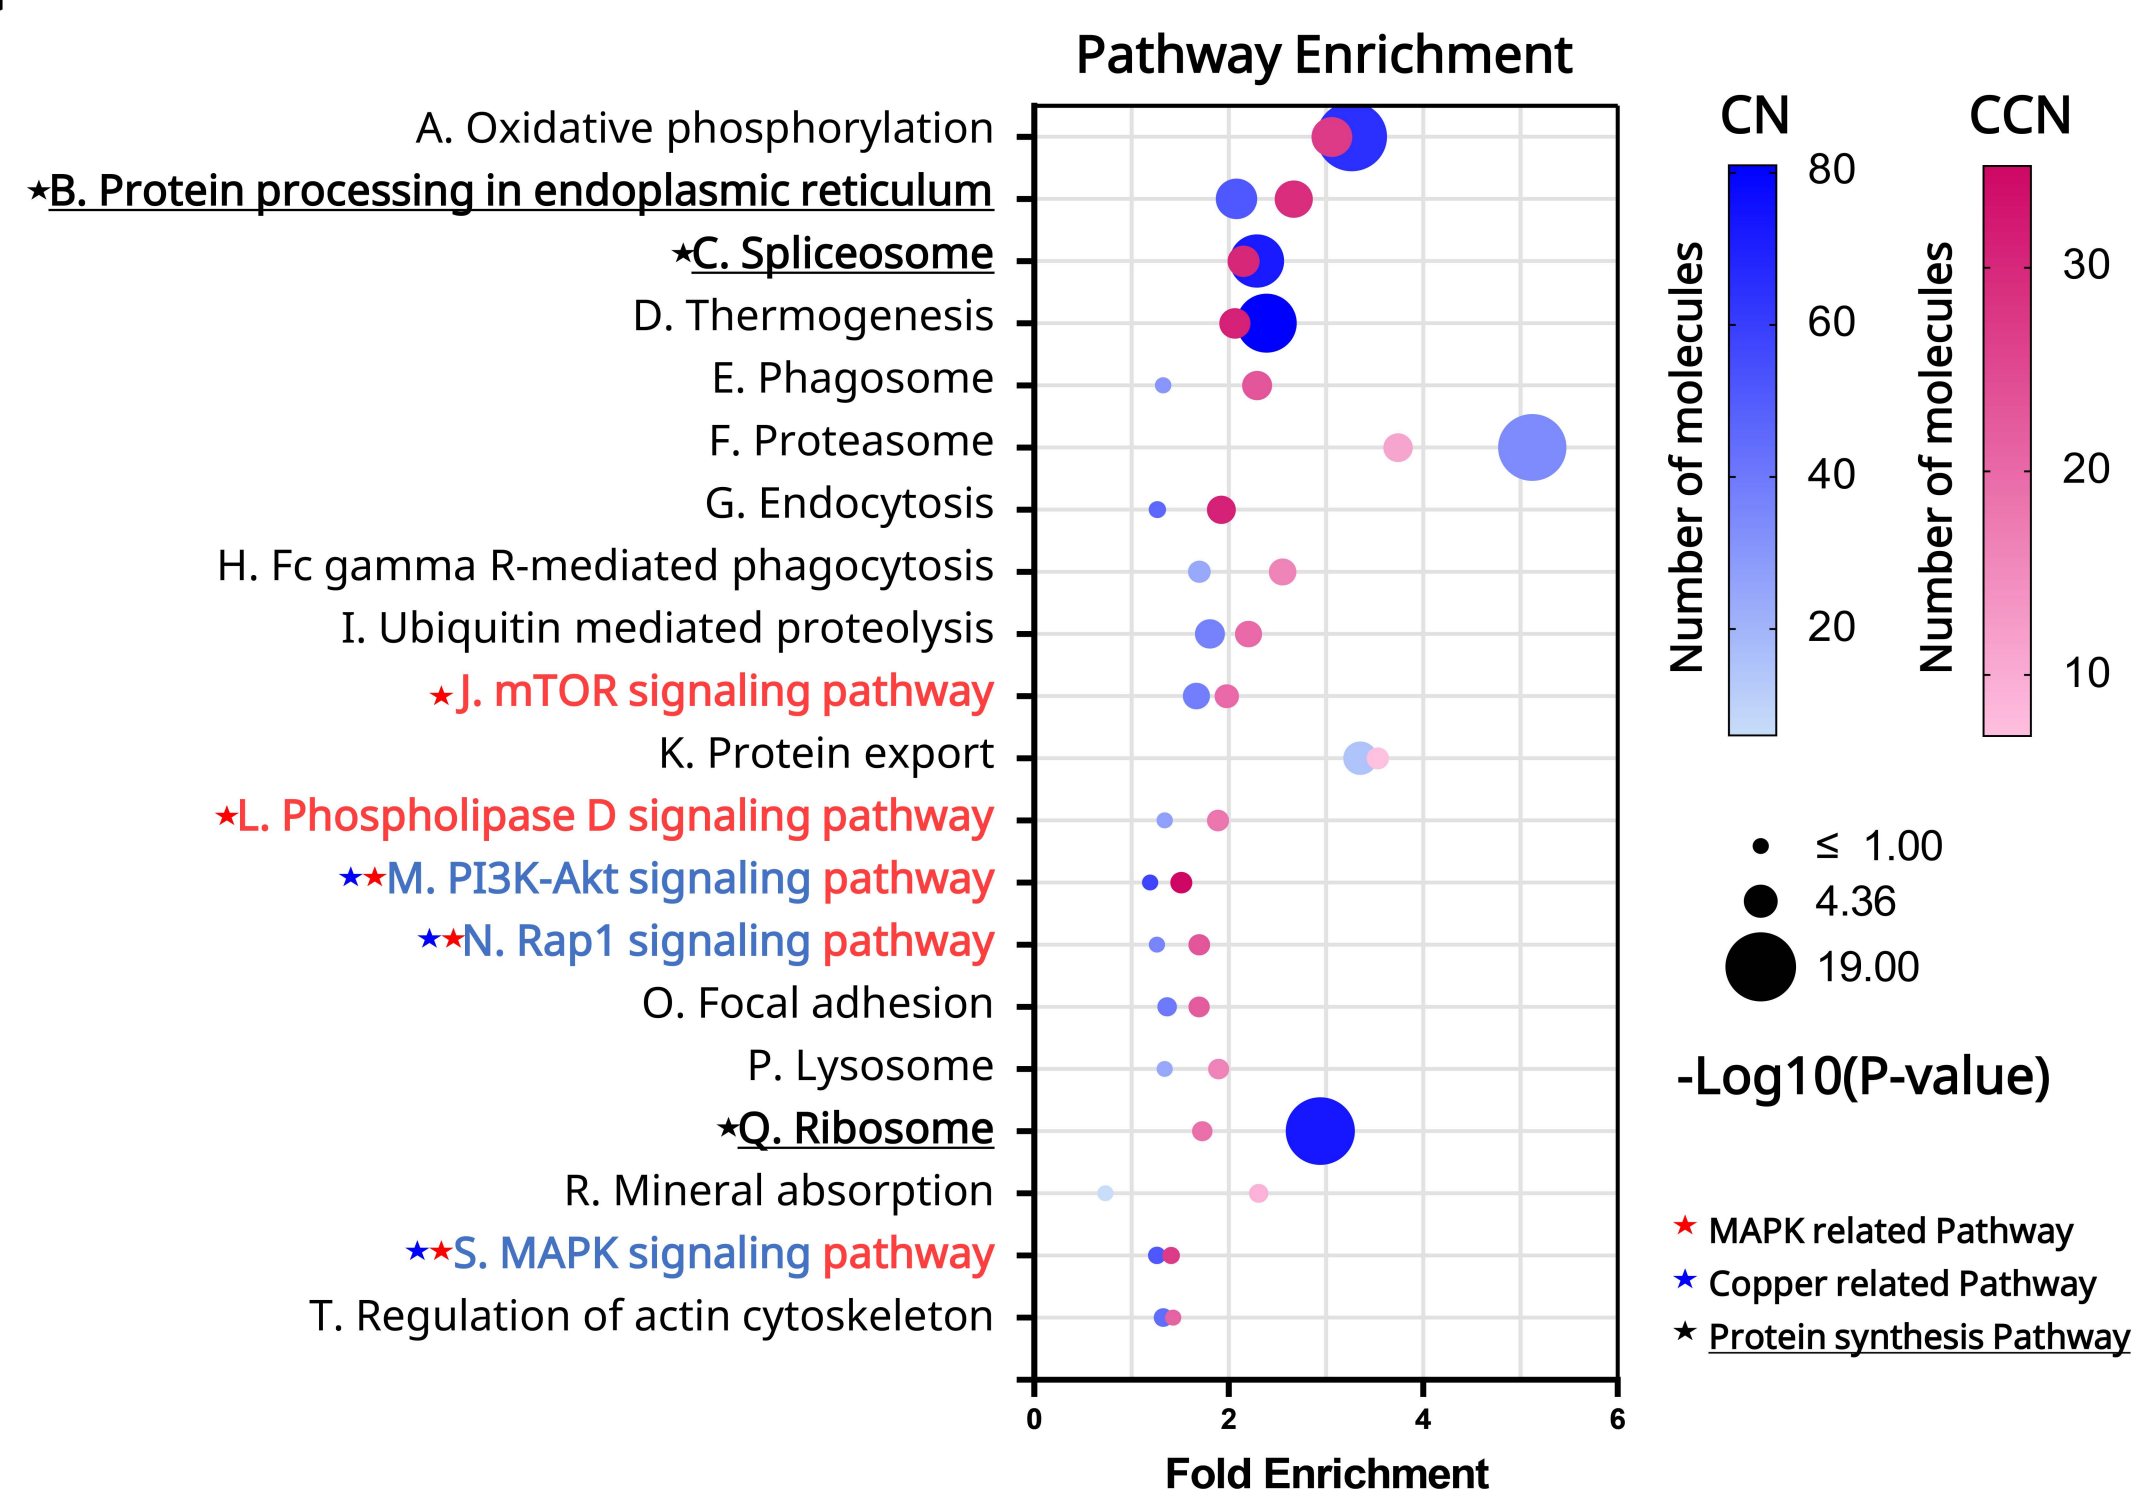 Pathway Enrichment
A. Oxidative phosphorylation
★B. Protein processing in endoplasmic reticulum
★C. Spliceosome
D. Thermogenesis
E. Phagosome
F. Proteasome
G. Endocytosis
H. Fc gamma R-mediated phagocytosis
I. Ubiquitin mediated proteolysis
★J. mTOR signaling pathway
K. Protein export
★L. Phospholipase D signaling pathway
★★M. PI3K-Akt signaling pathway
★★N. Rap1 signaling pathway
O. Focal adhesion
P. Lysosome
★Q. Ribosome
R. Mineral absorption
★★S. MAPK signaling pathway
T. Regulation of actin cytoskeleton
0 2 4 6
Fold Enrichment
CN
Number of molecules
80
60
40
20
CCN
Number of molecules
30
20
10
≤ 1.00
4.36
19.00
-Log10(P-value)
★ MAPK related Pathway
★ Copper related Pathway
★ Protein synthesis Pathway